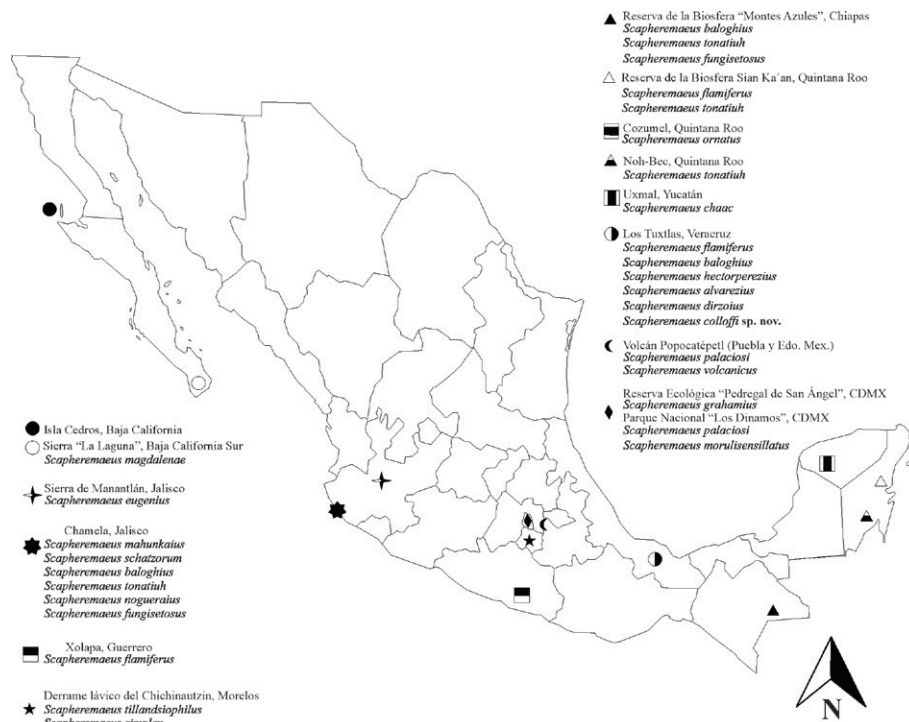 Reserva de la Biosfera “Montes Azules”, Chiapas
Scapheremaeus baloghius
Scapheremaeus tonatiuh
Scapheremaeus fungisetosus
Reserva de la Biosfera Sian Ka´an, Quintana Roo
Scapheremaeus flamiferus
Scapheremaeus tonatiuh
Cozumel, Quintana Roo
Scapheremaeus ornatus
Noh-Bec, Quintana Roo
Scapheremaeus tonatiuh
Uxmal, Yucatán
Scapheremaeus chaac
Los Tuxtlas, Veracruz
Scapheremaeus flamiferus
Scapheremaeus baloghius
Scapheremaeus hectorperezius
Scapheremaeus alvarezius
Scapheremaeus dirzoius
Scapheremaeus colloffi sp. nov.
Volcán Popocatépetl (Puebla y Edo. Mex.)
Scapheremaeus palaciosi
Scapheremaeus volcanicus
Reserva Ecológica “Pedregal de San Ángel”, CDMX
Scapheremaeus grahamius
Parque Nacional “Los Dinamos”, CDMX
Scapheremaeus palaciosi
Scapheremaeus morulisensillatus
Isla Cedros, Baja California
Sierra “La Laguna”, Baja California Sur
Scapheremaeus magdalenae
Sierra de Manantlán, Jalisco
Scapheremaeus eugenius
Chamela, Jalisco
Scapheremaeus mahunkaius
Scapheremaeus schatzorum
Scapheremaeus baloghius
Scapheremaeus tonatiuh
Scapheremaeus nogueraius
Scapheremaeus fungisetosus
Xolapa, Guerrero
Scapheremaeus flamiferus
Derrame lávico del Chichinautzin, Morelos
Scapheremaeus tillandsiophilus
N